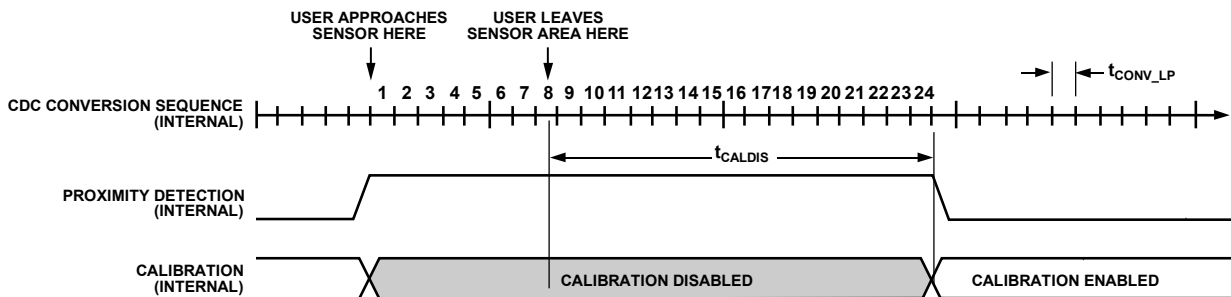 USER APPROACHES
SENSOR HERE
USER LEAVES
SENSOR AREA HERE
tCONV_LP
1 2 3 4 5 6 7 8 9 10 11 12 13 14 15 16 17 18 19 20 21 22 23 24
CDC CONVERSION SEQUENCE
(INTERNAL)
tCALDIS
PROXIMITY DETECTION
(INTERNAL)
CALIBRATION
(INTERNAL)
CALIBRATION DISABLED
CALIBRATION ENABLED